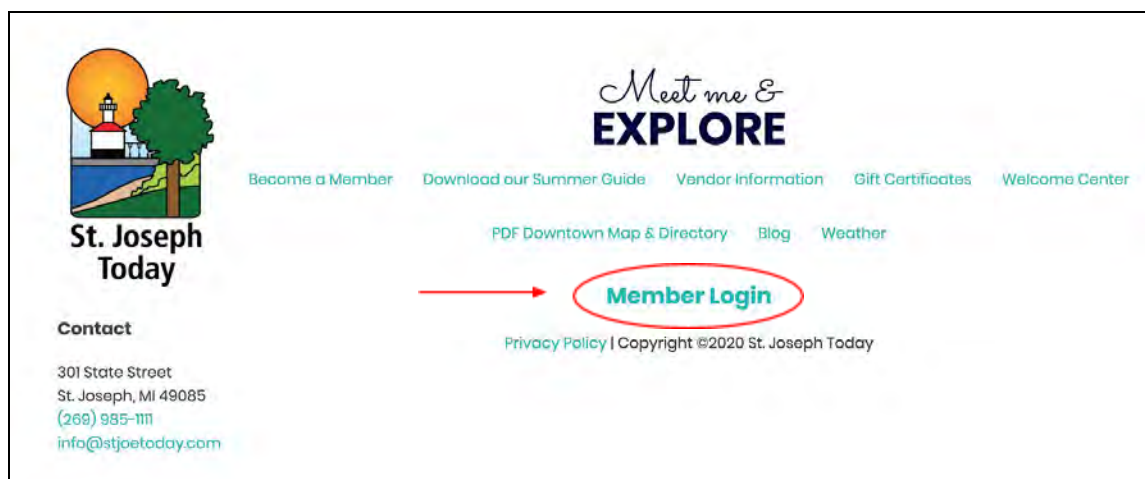 St. Joseph
Today
Contact
301 State Street
St. Joseph, MI 49085
(269) 985-1111
info@stjoetoday.com
Meet me &
EXPLORE
Become a Member Download our Summer Guide Vendor Information Gift Certificates Welcome Center
PDF Downtown Map & Directory Blog Weather
Member Login
Privacy Policy | Copyright ©2020 St. Joseph Today